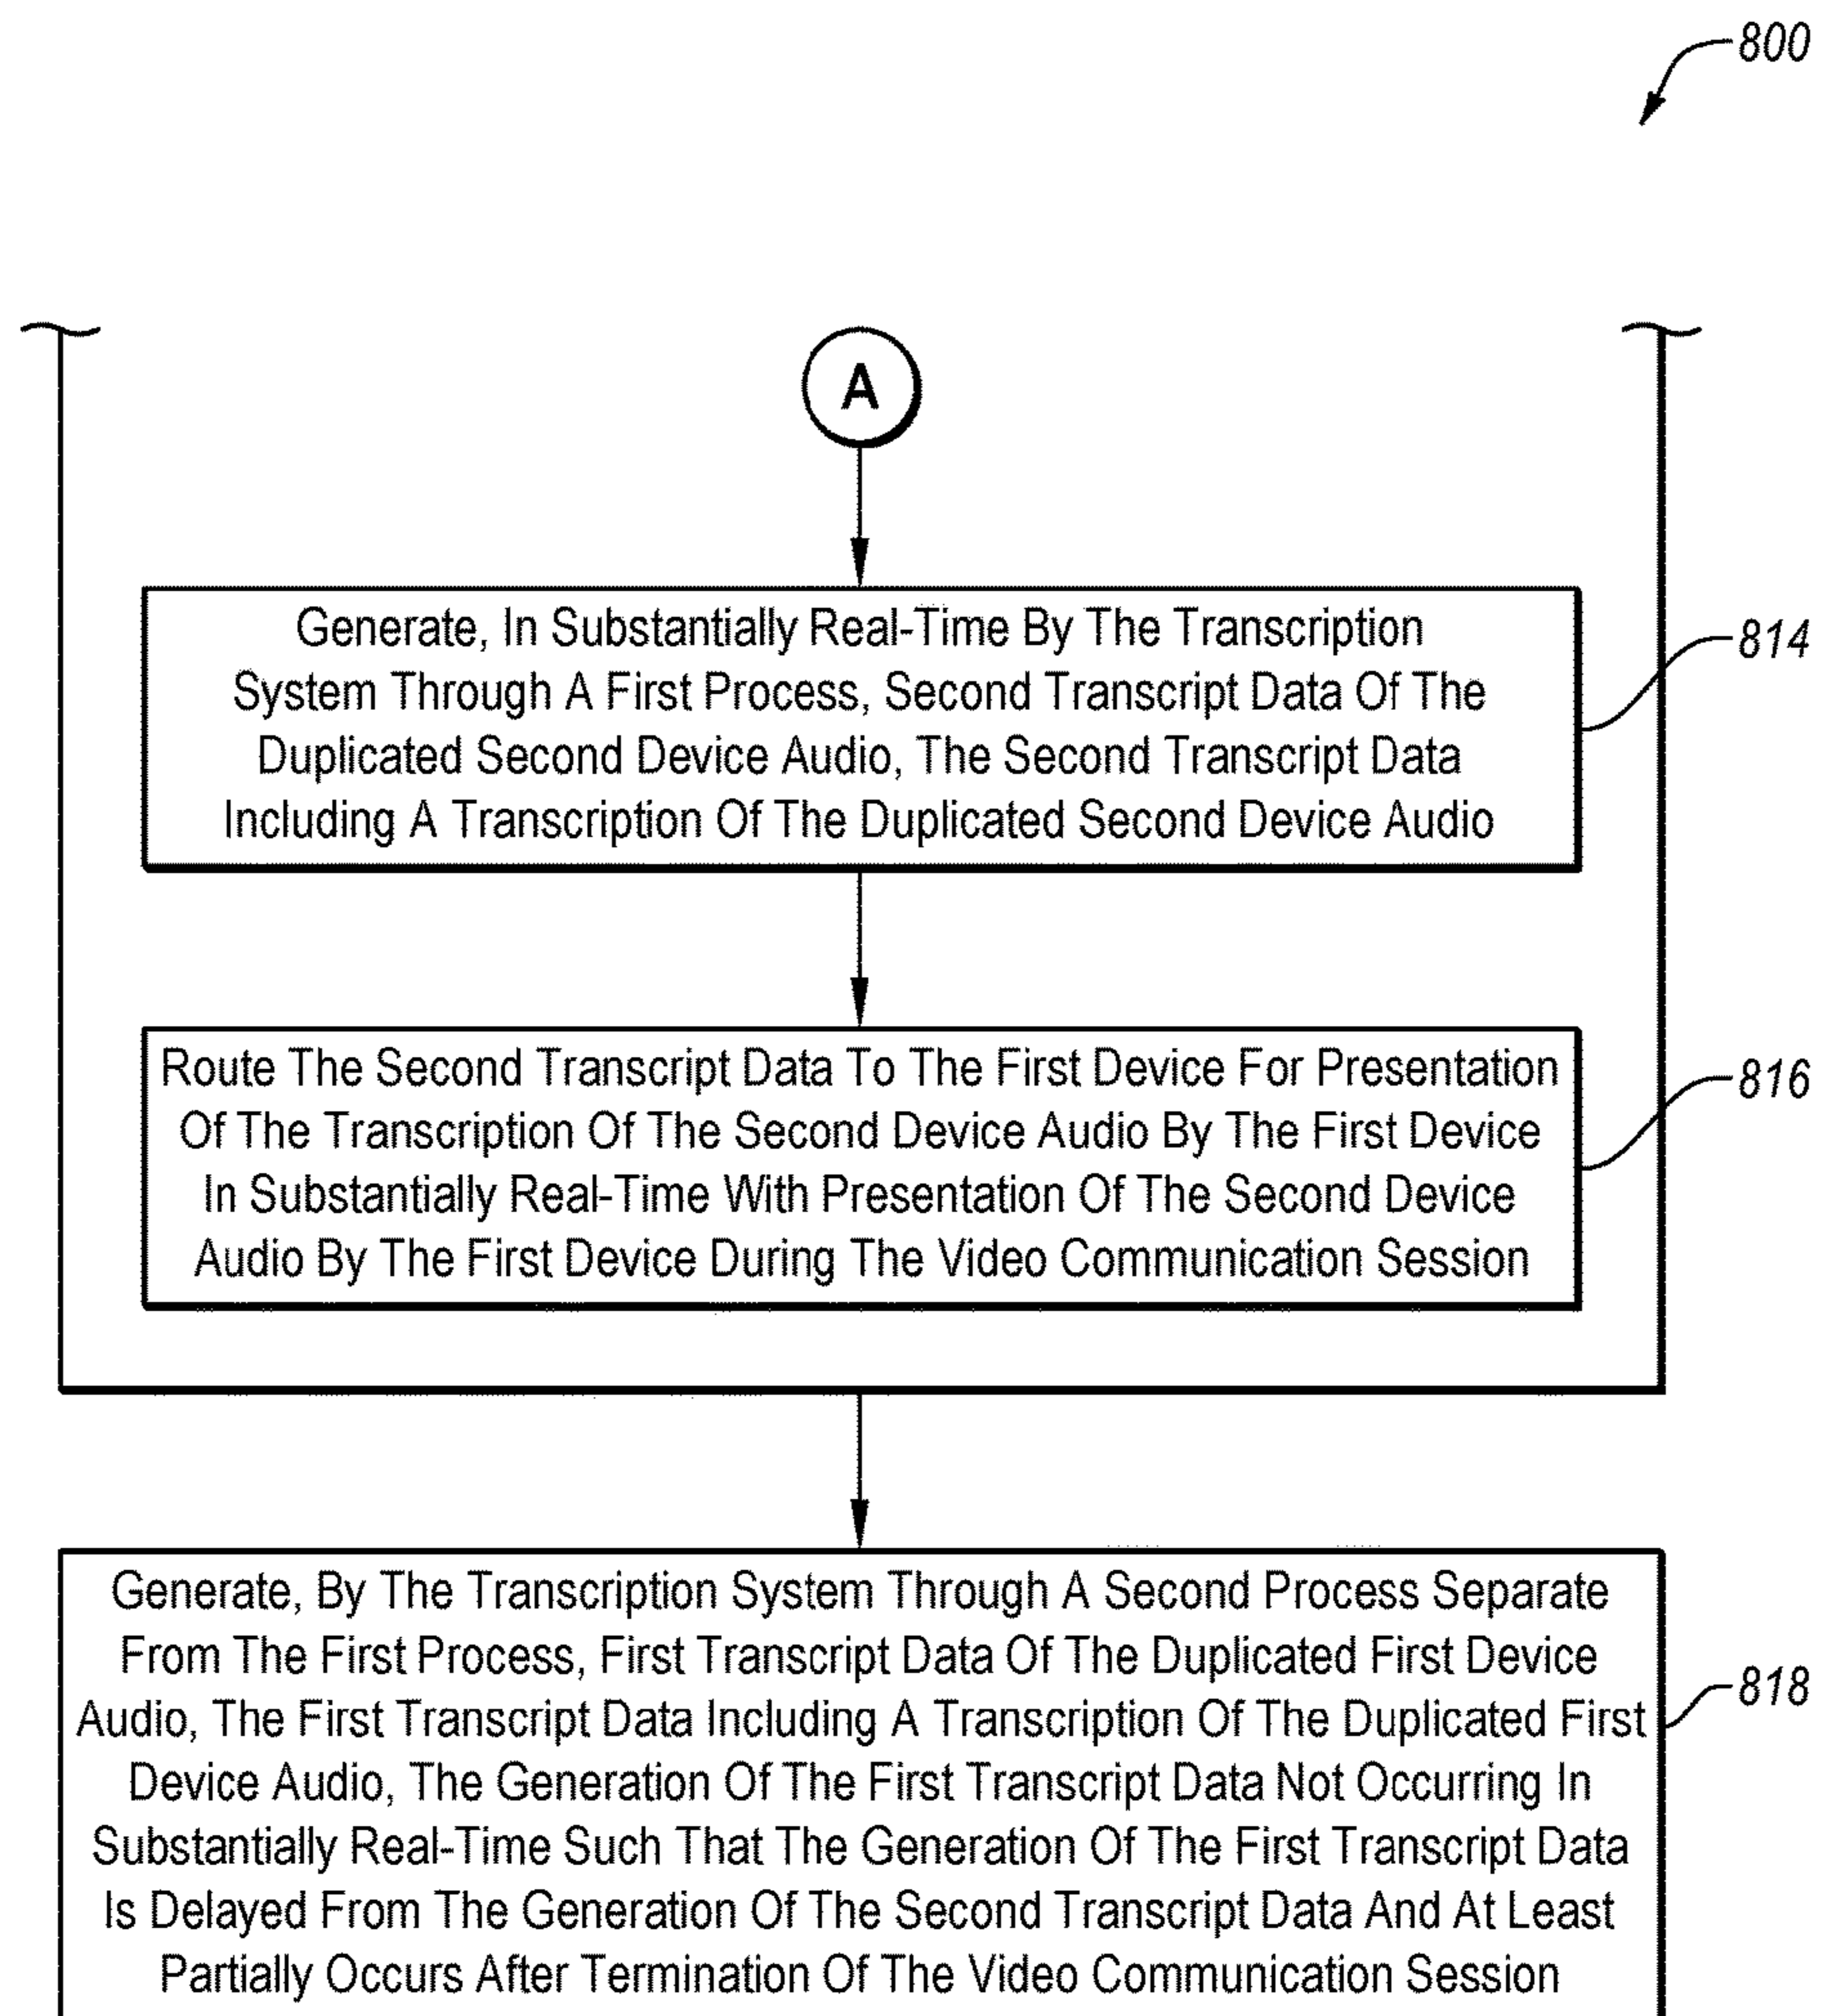 800
A
Generate, In Substantially Real-Time By The Transcription
System Through A First Process, Second Transcript Data Of The
Duplicated Second Device Audio, The Second Transcript Data
Including A Transcription Of The Duplicated Second Device Audio
814
Route The Second Transcript Data To The First Device For Presentation
Of The Transcription Of The Second Device Audio By The First Device
In Substantially Real-Time With Presentation Of The Second Device
Audio By The First Device During The Video Communication Session
816
Generate, By The Transcription System Through A Second Process Separate
From The First Process, First Transcript Data Of The Duplicated First Device
Audio, The First Transcript Data Including A Transcription Of The Duplicated First
Device Audio, The Generation Of The First Transcript Data Not Occurring In
Substantially Real-Time Such That The Generation Of The First Transcript Data
Is Delayed From The Generation Of The Second Transcript Data And At Least
Partially Occurs After Termination Of The Video Communication Session
818